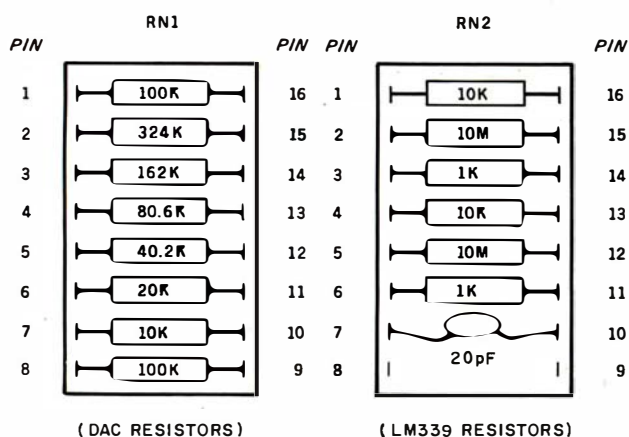 RN1 RN2
PIN PIN PIN PIN
1 100K 16 1 10K 16
2 324K 15 2 10M 15
3 162K 14 3 1K 14
4 80.6K 13 4 10K 13
5 40.2K 12 5 10M 12
6 20K 11 6 1K 11
7 10K 10 7 10
8 100K 9 8 20pF 9
(DAC RESISTORS) (LM339 RESISTORS)